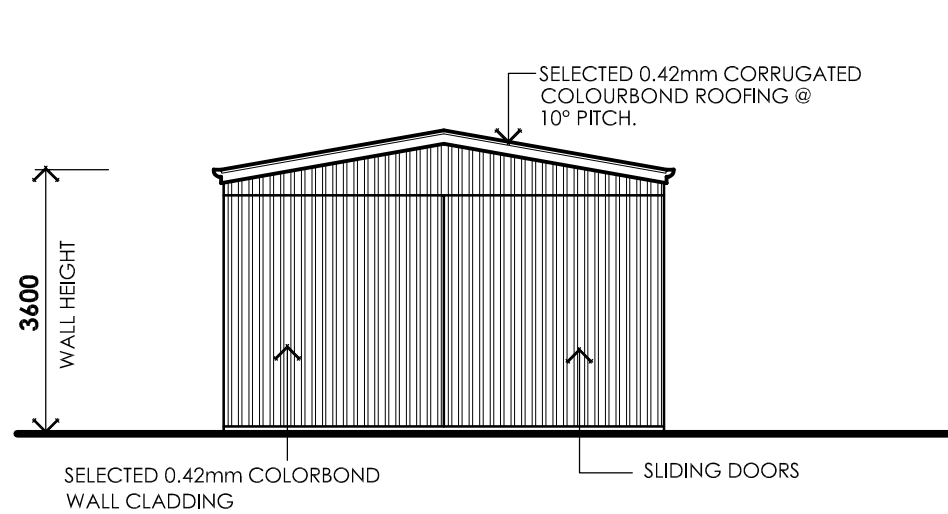 SELECTED 0.42mm CORRUGATED
COLOURBOND ROOFING @
10° PITCH.
3600
WALL HEIGHT
SELECTED 0.42mm COLORBOND
WALL CLADDING
SLIDING DOORS